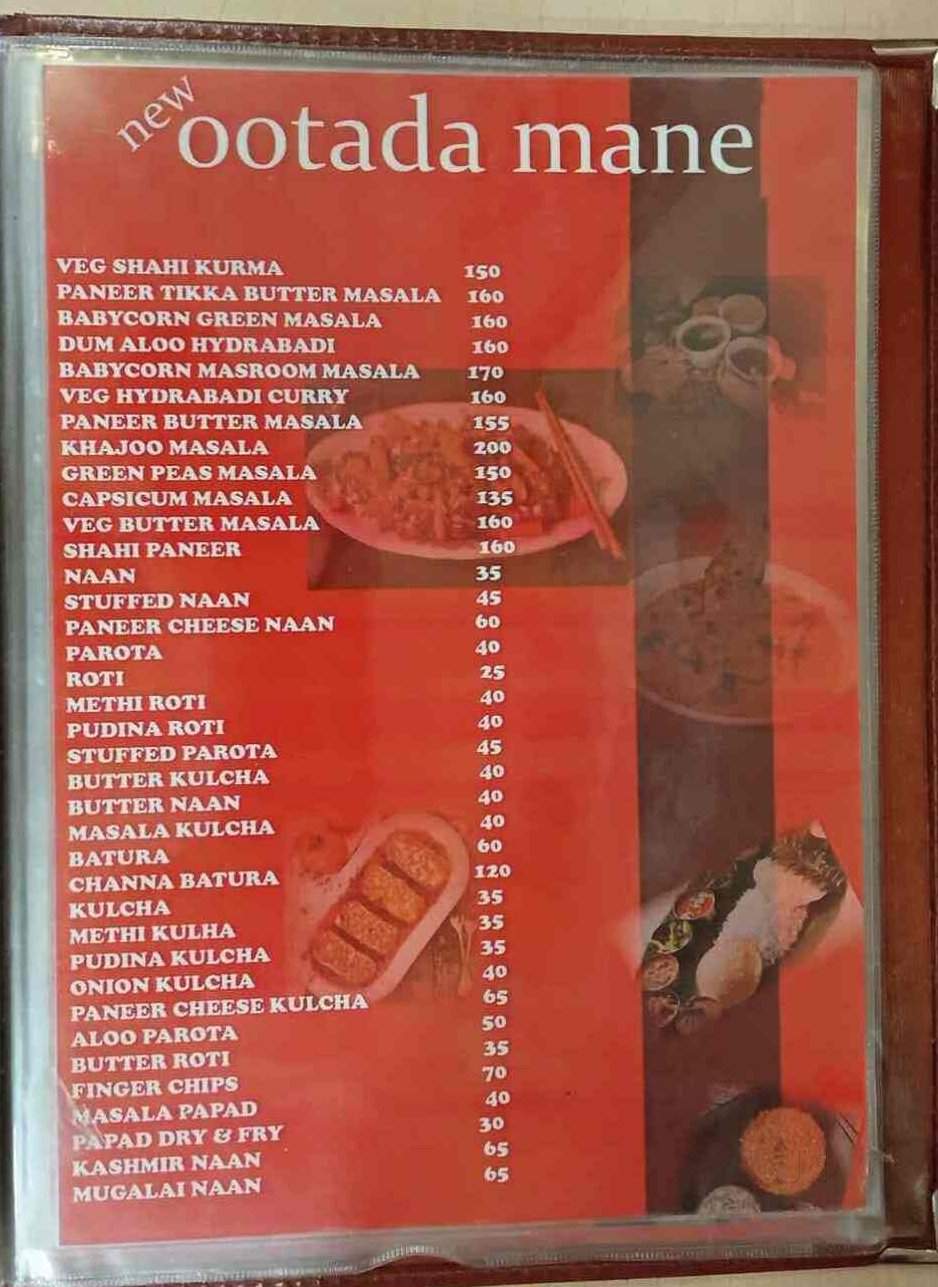 new ootada mane
VEG SHAHI KURMA 150
PANEER TIKKA BUTTER MASALA 160
BABYCORN GREEN MASALA 160
DUM ALOO HYDRABADI 160
BABYCORN MASROOM MASALA 170
VEG HYDRABADI CURRY 160
PANEER BUTTER MASALA 155
KHAJOO MASALA 200
GREEN PEAS MASALA 150
CAPSICUM MASALA 135
VEG BUTTER MASALA 160
SHAHI PANEER 160
NAAN 35
STUFFED NAAN 45
PANEER CHEESE NAAN 60
PAROTA 40
ROTI 25
METHI ROTI 40
PUDINA ROTI 40
STUFFED PAROTA 45
BUTTER KULCHA 40
BUTTER NAAN 40
MASALA KULCHA 40
BATURA 60
CHANNA BATURA 120
KULCHA 35
METHI KULHA 35
PUDINA KULCHA 35
ONION KULCHA 40
PANEER CHEESE KULCHA 65
ALOO PAROTA 50
BUTTER ROTI 35
FINGER CHIPS 70
MASALA PAPAD 40
PAPAD DRY & FRY 30
KASHMIR NAAN 65
MUGALAI NAAN 65